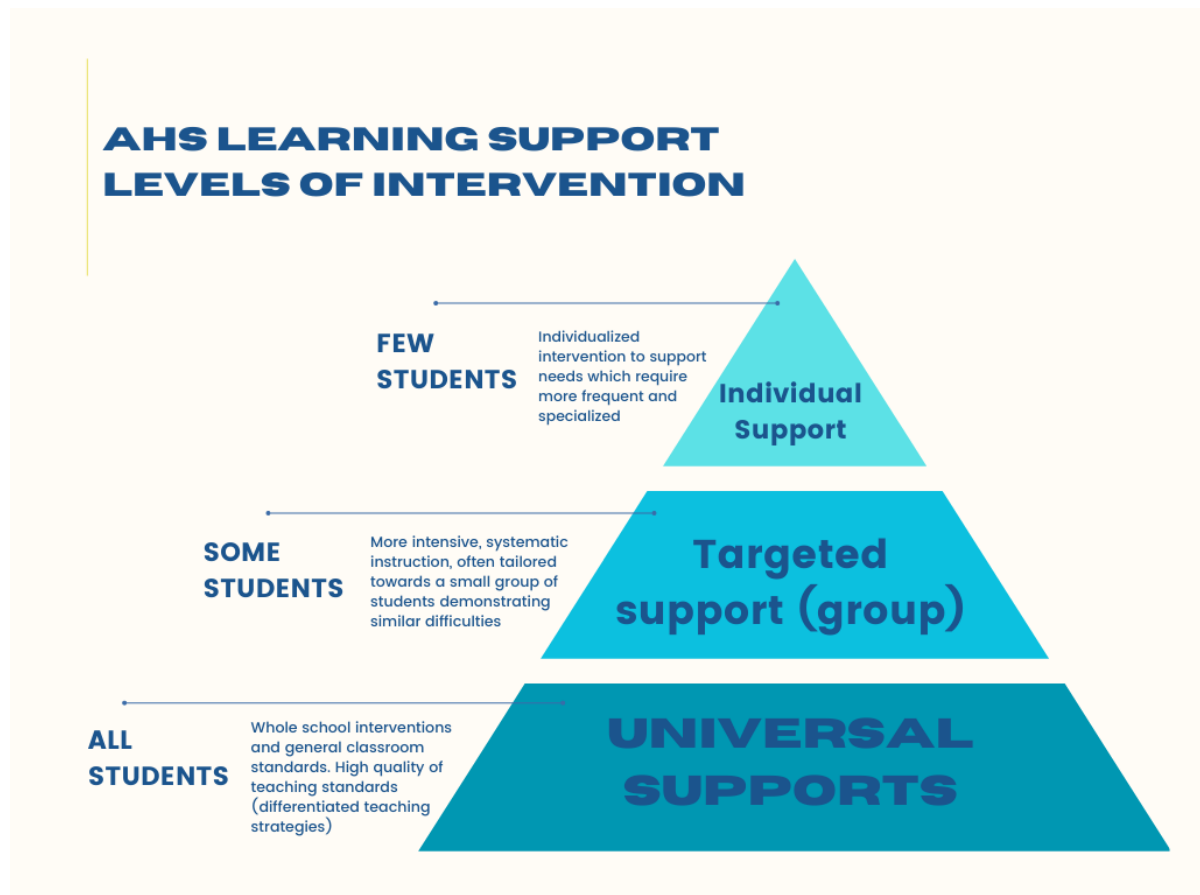 AHS LEARNING SUPPORT
LEVELS OF INTERVENTION
FEW
STUDENTS
Individualized
intervention to support
needs which require
more frequent and
specialized
Individual
Support
SOME
STUDENTS
More intensive, systematic
instruction, often tailored
towards a small group of
students demonstrating
similar difficulties
Targeted
support (group)
ALL
STUDENTS
Whole school interventions
and general classroom
standards. High quality of
teaching standards
(differentiated teaching
strategies)
UNIVERSAL
SUPPORTS